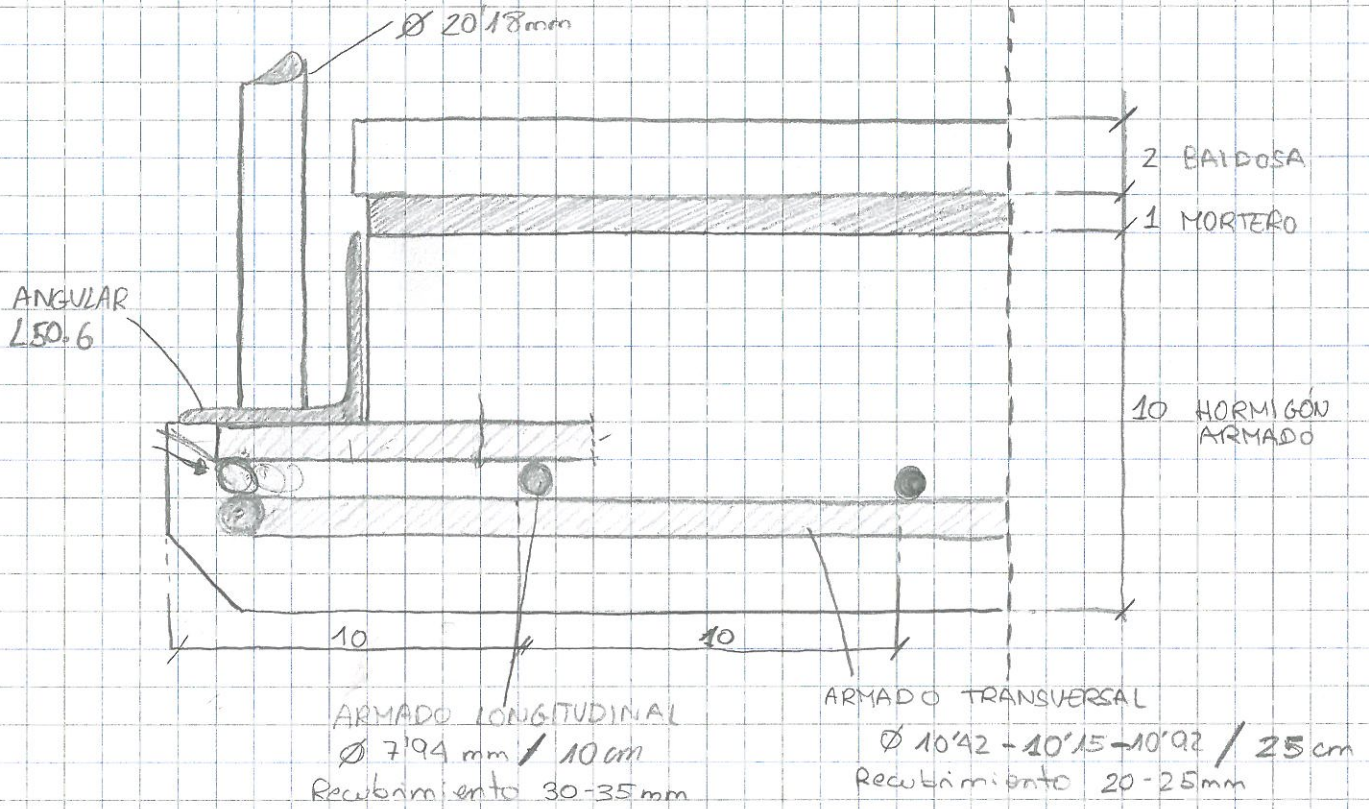 Ø 20'18mm
2 BALDOSA
1 MORTERO
ANGULAR
L50.6
10 HORMIGÓN
ARMADO
10
10
ARMADO LONGITUDINAL
Ø 7'94 mm / 10 cm
Recubrimiento 30-35mm
ARMADO TRANSVERSAL
Ø 10'42 - 10'15 - 10'92 / 25 cm
Recubrimiento 20-25mm